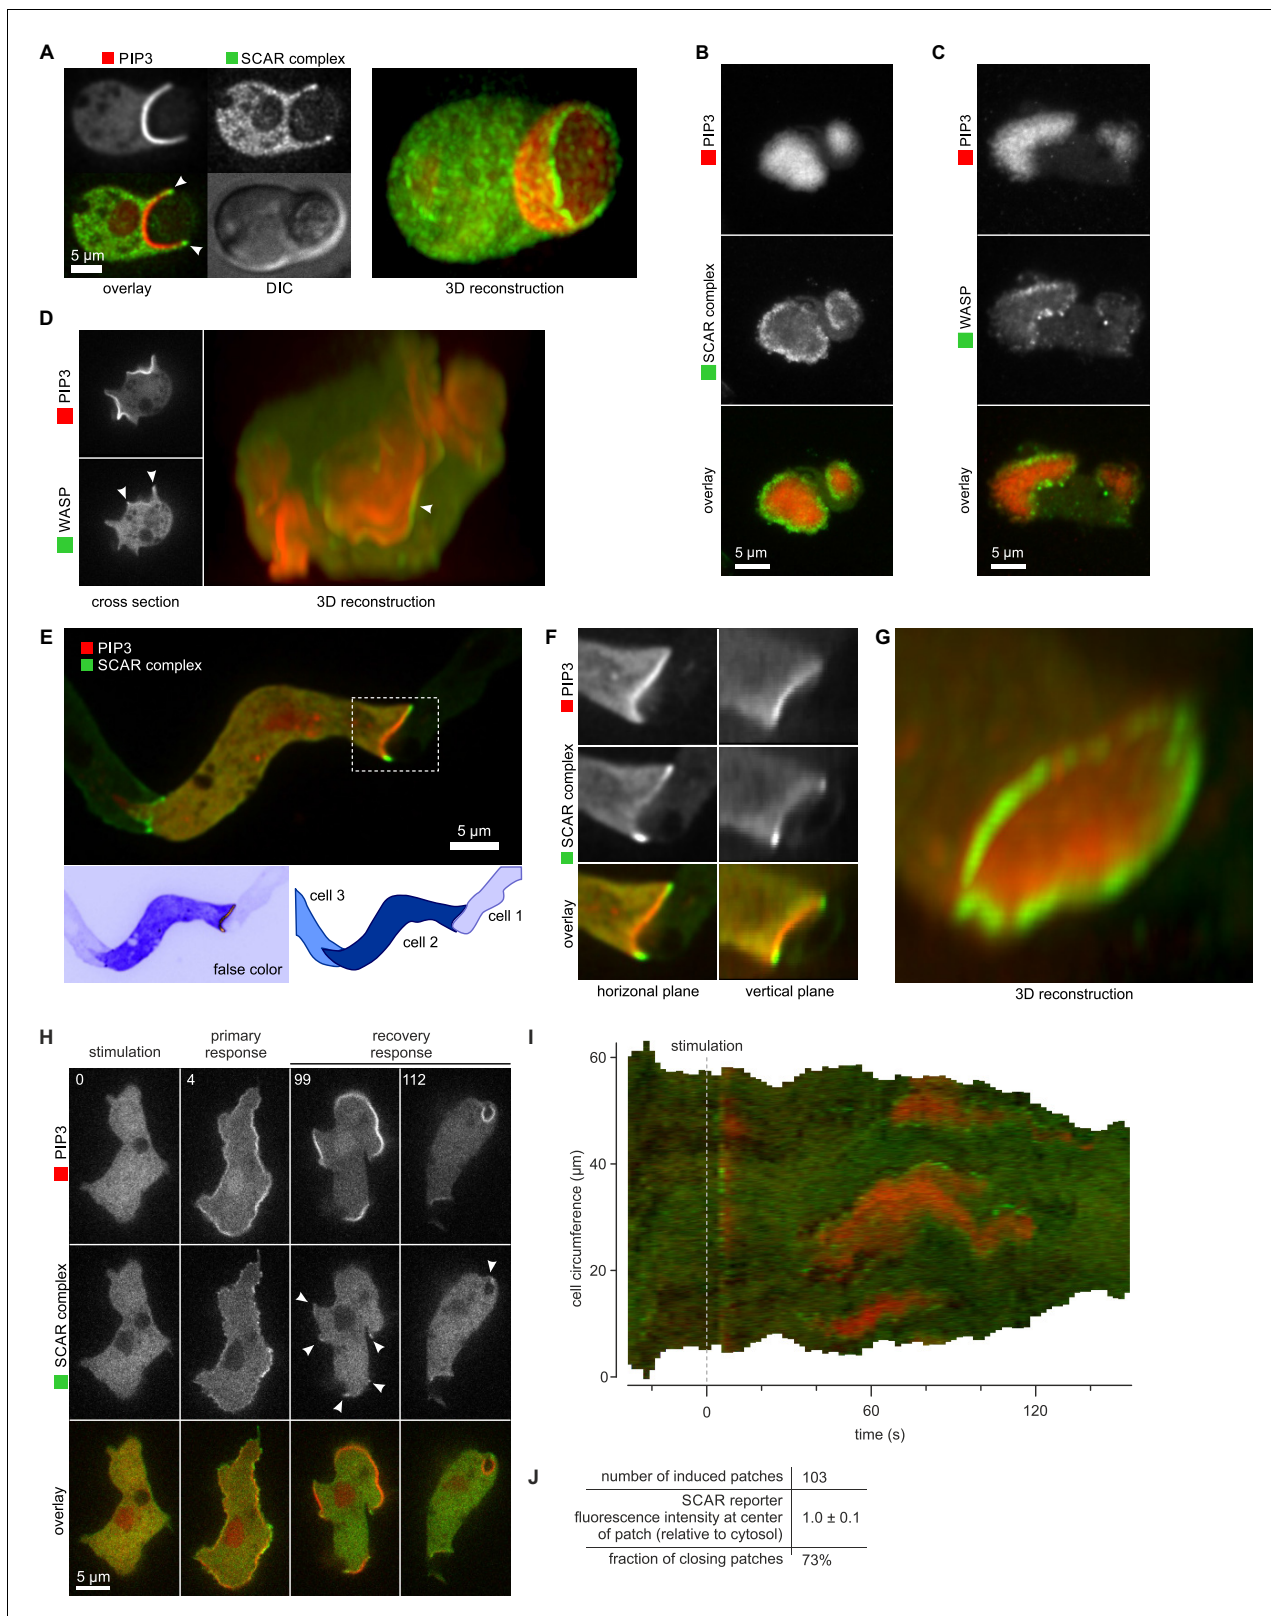 A
PIP3
SCAR complex
5 µm
overlay
DIC
3D reconstruction
B
PIP3
SCAR complex
overlay
5 µm
C
PIP3
WASP
overlay
5 µm
D
PIP3
WASP
cross section
3D reconstruction
E
PIP3
SCAR complex
5 µm
false color
cell 3
cell 2
cell 1
F
PIP3
SCAR complex
overlay
horizonal plane
vertical plane
G
3D reconstruction
H
stimulation
primary
response
recovery
response
0
4
99
112
PIP3
SCAR complex
overlay
5 µm
I
stimulation
60
40
20
0
cell circumference (µm)
0
60
120
time (s)
J
number of induced patches
103
SCAR reporter
fluorescence intensity at center
of patch (relative to cytosol)
1.0 ± 0.1
fraction of closing patches
73%